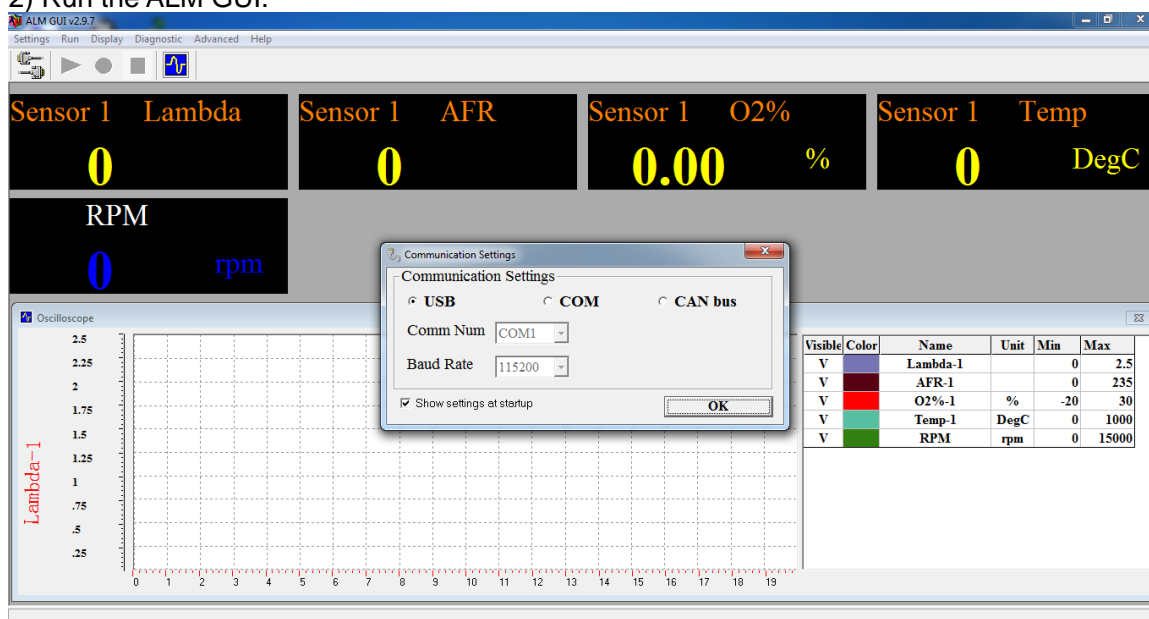 2) Run the ALM GUI.
ALM GUI v2.9.7
Settings Run Display Diagnostic Advanced Help
Sensor 1 Lambda
0
Sensor 1 AFR
0
Sensor 1 O2%
0.00 %
Sensor 1 Temp
0 DegC
RPM
0 rpm
Communication Settings
Communication Settings
USB COM CAN bus
Comm Num COM1
Baud Rate 115200
Show settings at startup OK
Oscilloscope
Lambda-1
2.5
2.25
2
1.75
1.5
1.25
1
.75
.5
.25
0 1 2 3 4 5 6 7 8 9 10 11 12 13 14 15 16 17 18 19
Visible Color Name Unit Min Max
V Lambda-1 0 2.5
V AFR-1 0 235
V O2%-1 % -20 30
V Temp-1 DegC 0 1000
V RPM rpm 0 15000